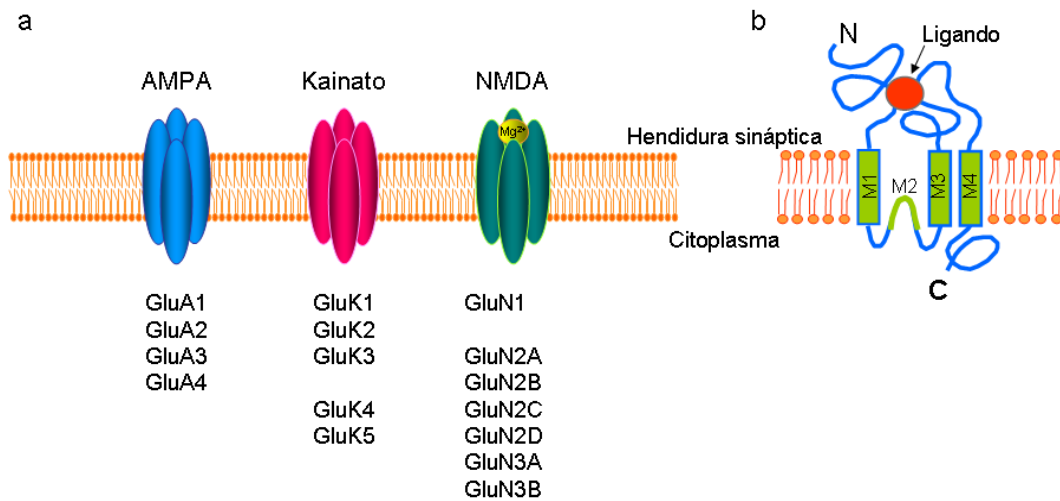 a
AMPA
Kainato
NMDA
Mg2+
GluA1
GluA2
GluA3
GluA4
GluK1
GluK2
GluK3
GluK4
GluK5
GluN1
GluN2A
GluN2B
GluN2C
GluN2D
GluN3A
GluN3B
Hendidura sináptica
Citoplasma
b
N
Ligando
M1
M2
M3
M4
C